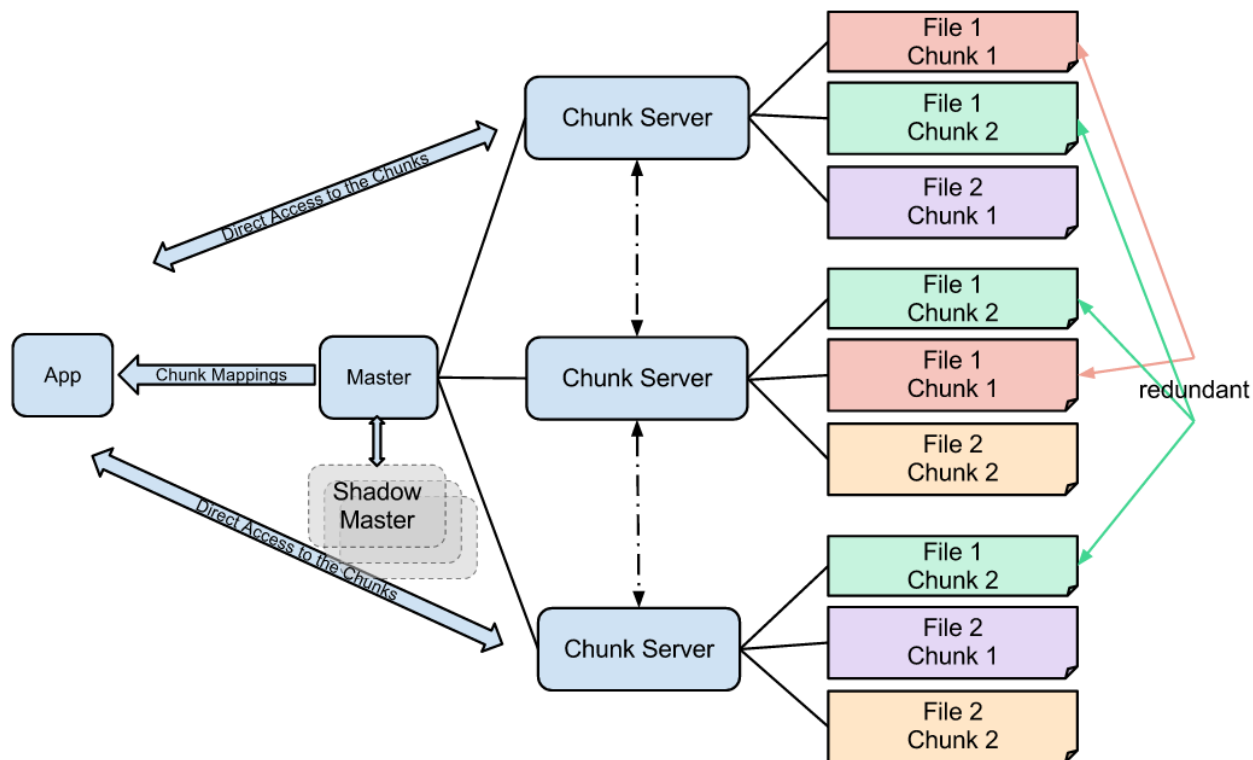 File 1
Chunk 1
Chunk Server
File 1
Chunk 2
Direct Access to the Chunks
File 2
Chunk 1
File 1
Chunk 2
App
Chunk Mappings
Master
Chunk Server
File 1
Chunk 1
redundant
Shadow
Master
File 2
Chunk 2
Direct Access to the Chunks
File 1
Chunk 2
Chunk Server
File 2
Chunk 1
File 2
Chunk 2